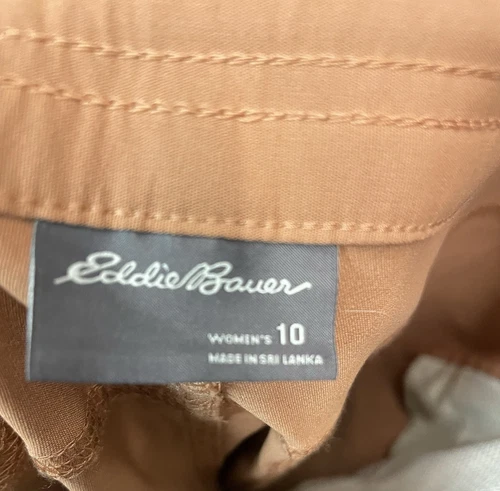 Eddie Bauer
WOMEN'S 10
MADE IN SRI LANKA